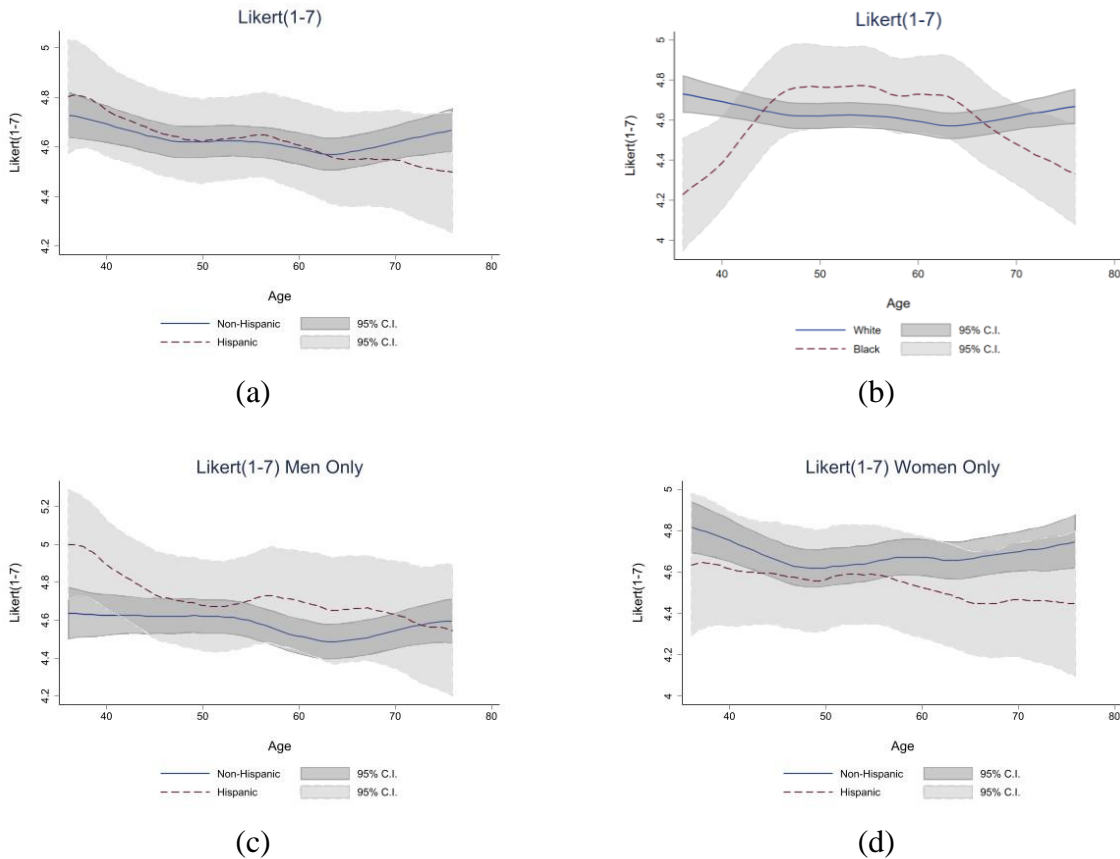 Likert(1-7)
Likert(1-7)
5
4.8
4.6
4.4
4.2
Likert(1-7)
40
50
60
70
80
Age
Non-Hispanic
95% C.I.
Hispanic
95% C.I.
(a)
Likert(1-7)
5
4.8
4.6
4.4
4.2
4
Likert(1-7)
40
50
60
70
80
Age
White
95% C.I.
Black
95% C.I.
(b)
Likert(1-7) Men Only
5.2
5
4.8
4.6
4.4
4.2
Likert(1-7)
40
50
60
70
80
Age
Non-Hispanic
95% C.I.
Hispanic
95% C.I.
(c)
Likert(1-7) Women Only
5
4.8
4.6
4.4
4.2
4
Likert(1-7)
40
50
60
70
80
Age
Non-Hispanic
95% C.I.
Hispanic
95% C.I.
(d)